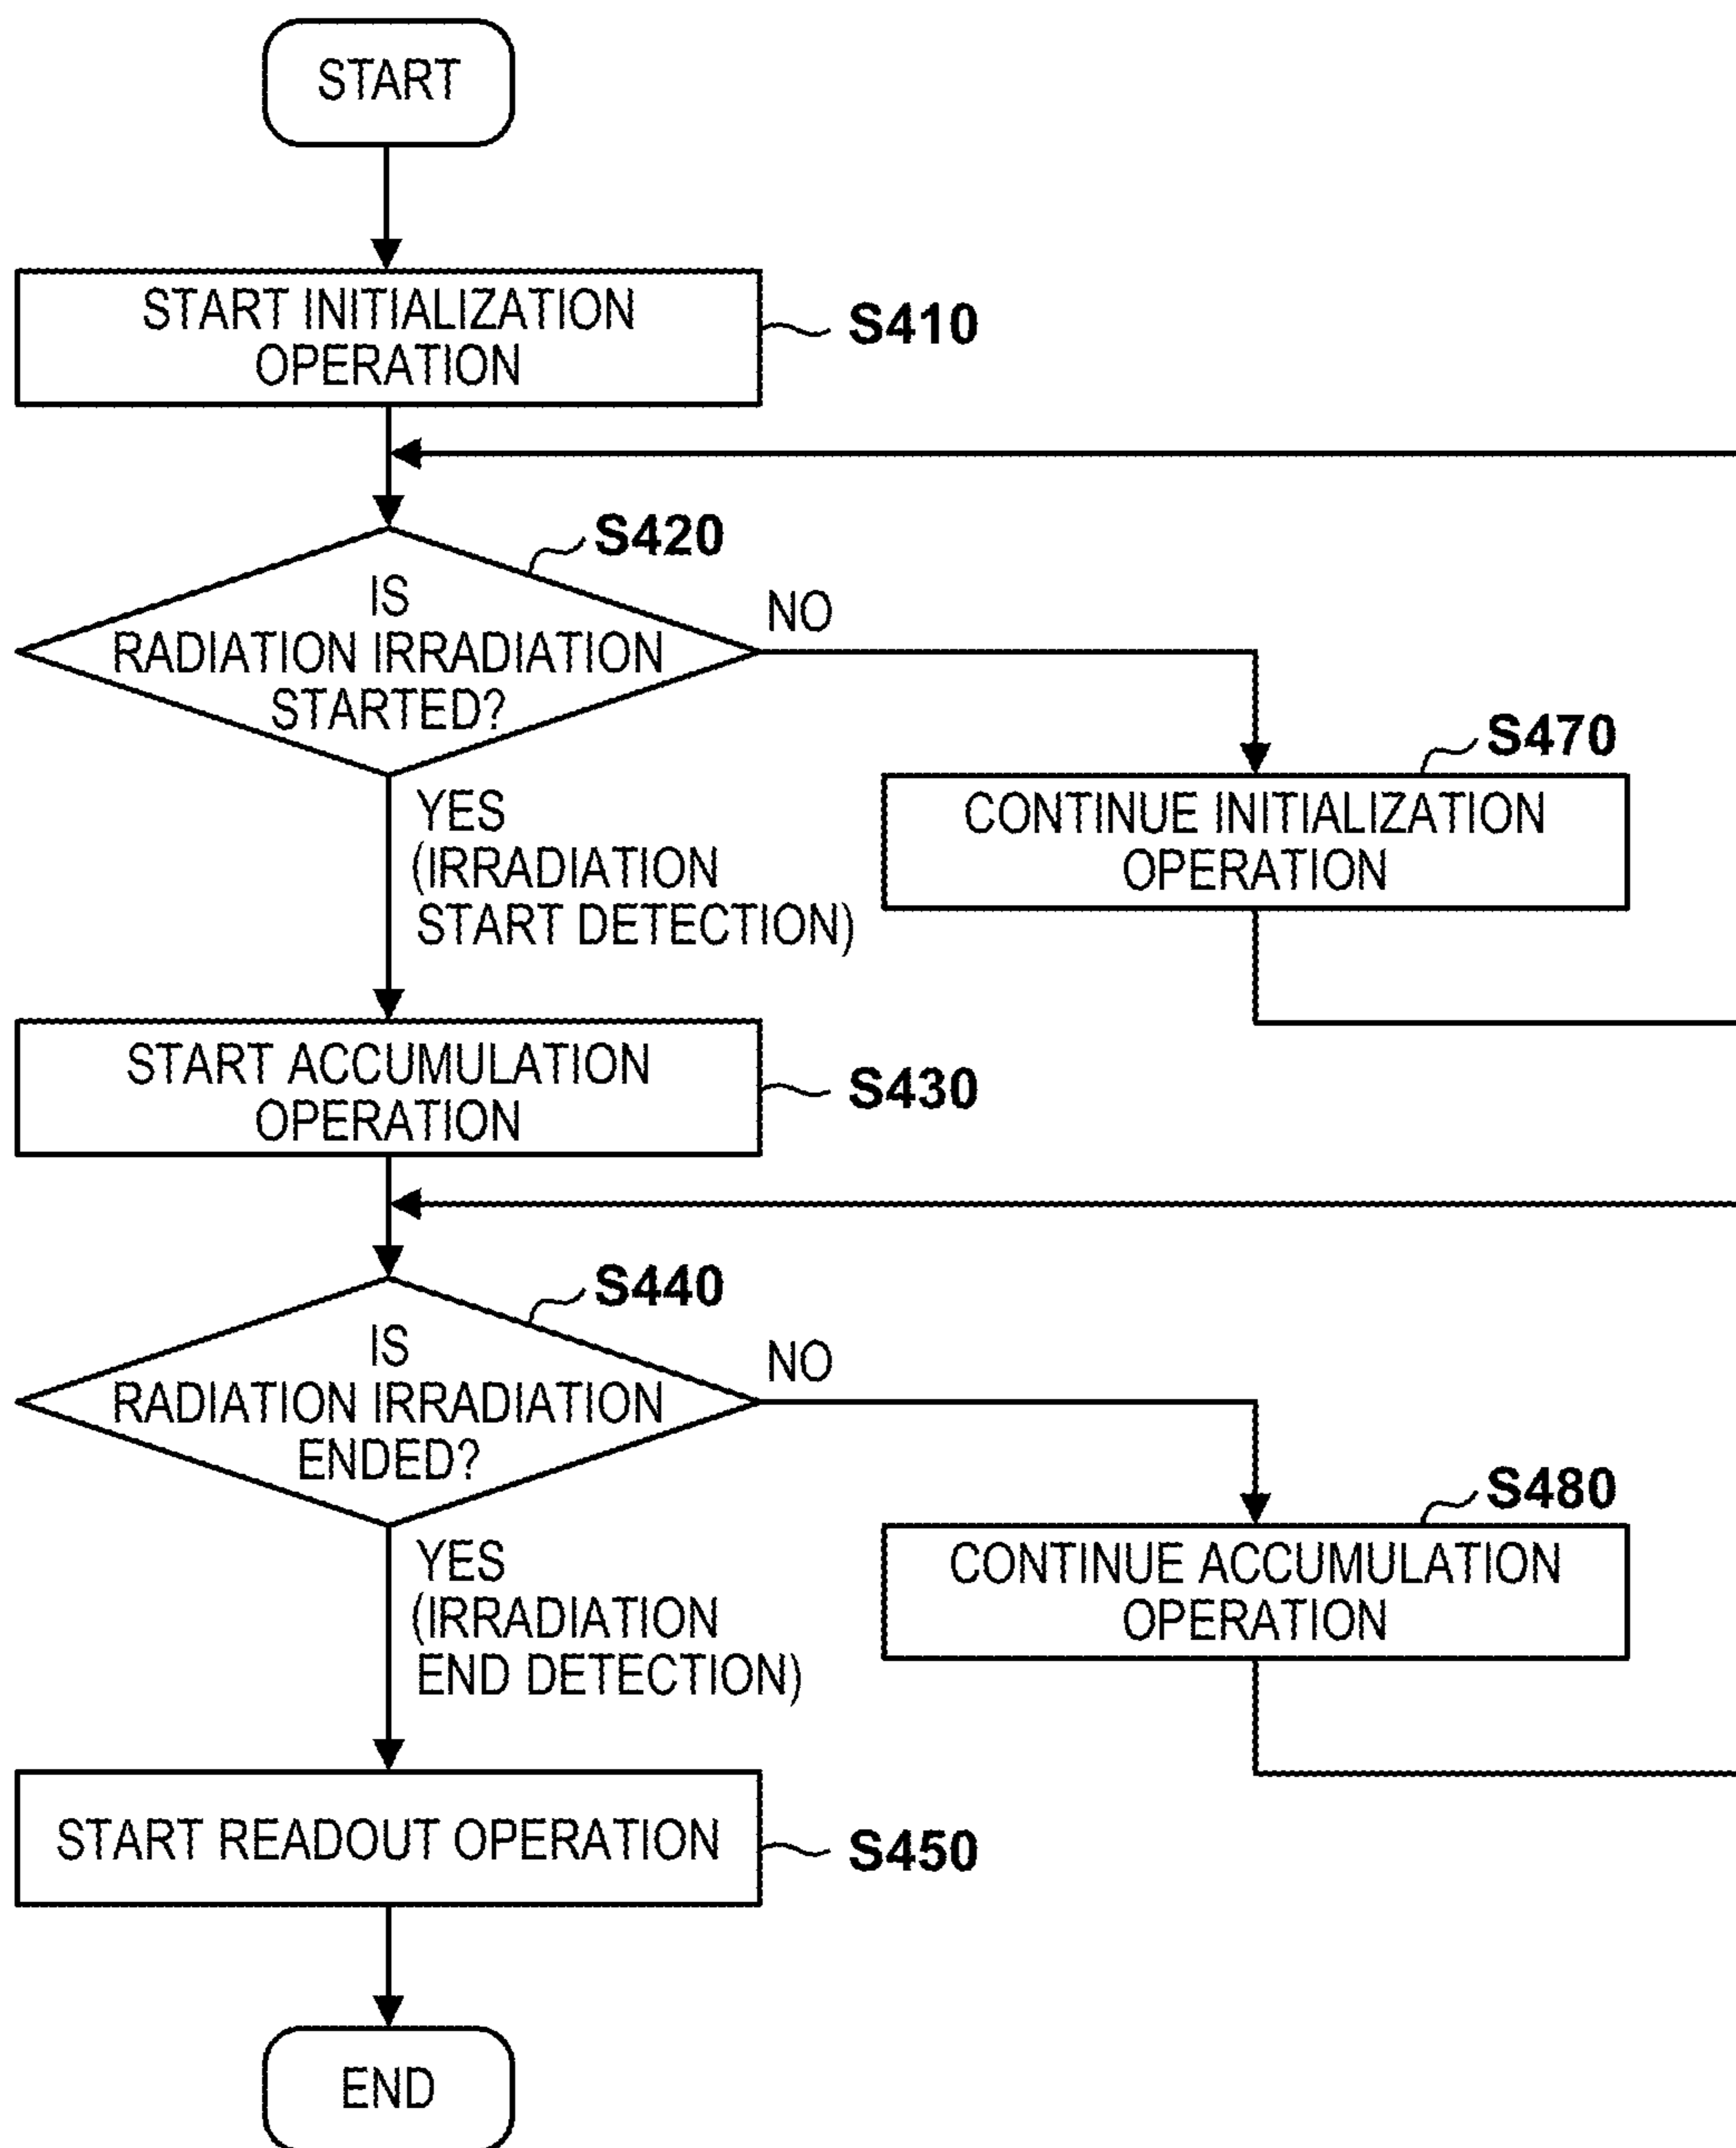 START
START INITIALIZATION
OPERATION
S410
S420
IS
RADIATION IRRADIATION
STARTED?
NO
S470
CONTINUE INITIALIZATION
OPERATION
YES
(IRRADIATION
START DETECTION)
START ACCUMULATION
OPERATION
S430
S440
IS
RADIATION IRRADIATION
ENDED?
NO
S480
CONTINUE ACCUMULATION
OPERATION
YES
(IRRADIATION
END DETECTION)
START READOUT OPERATION
S450
END